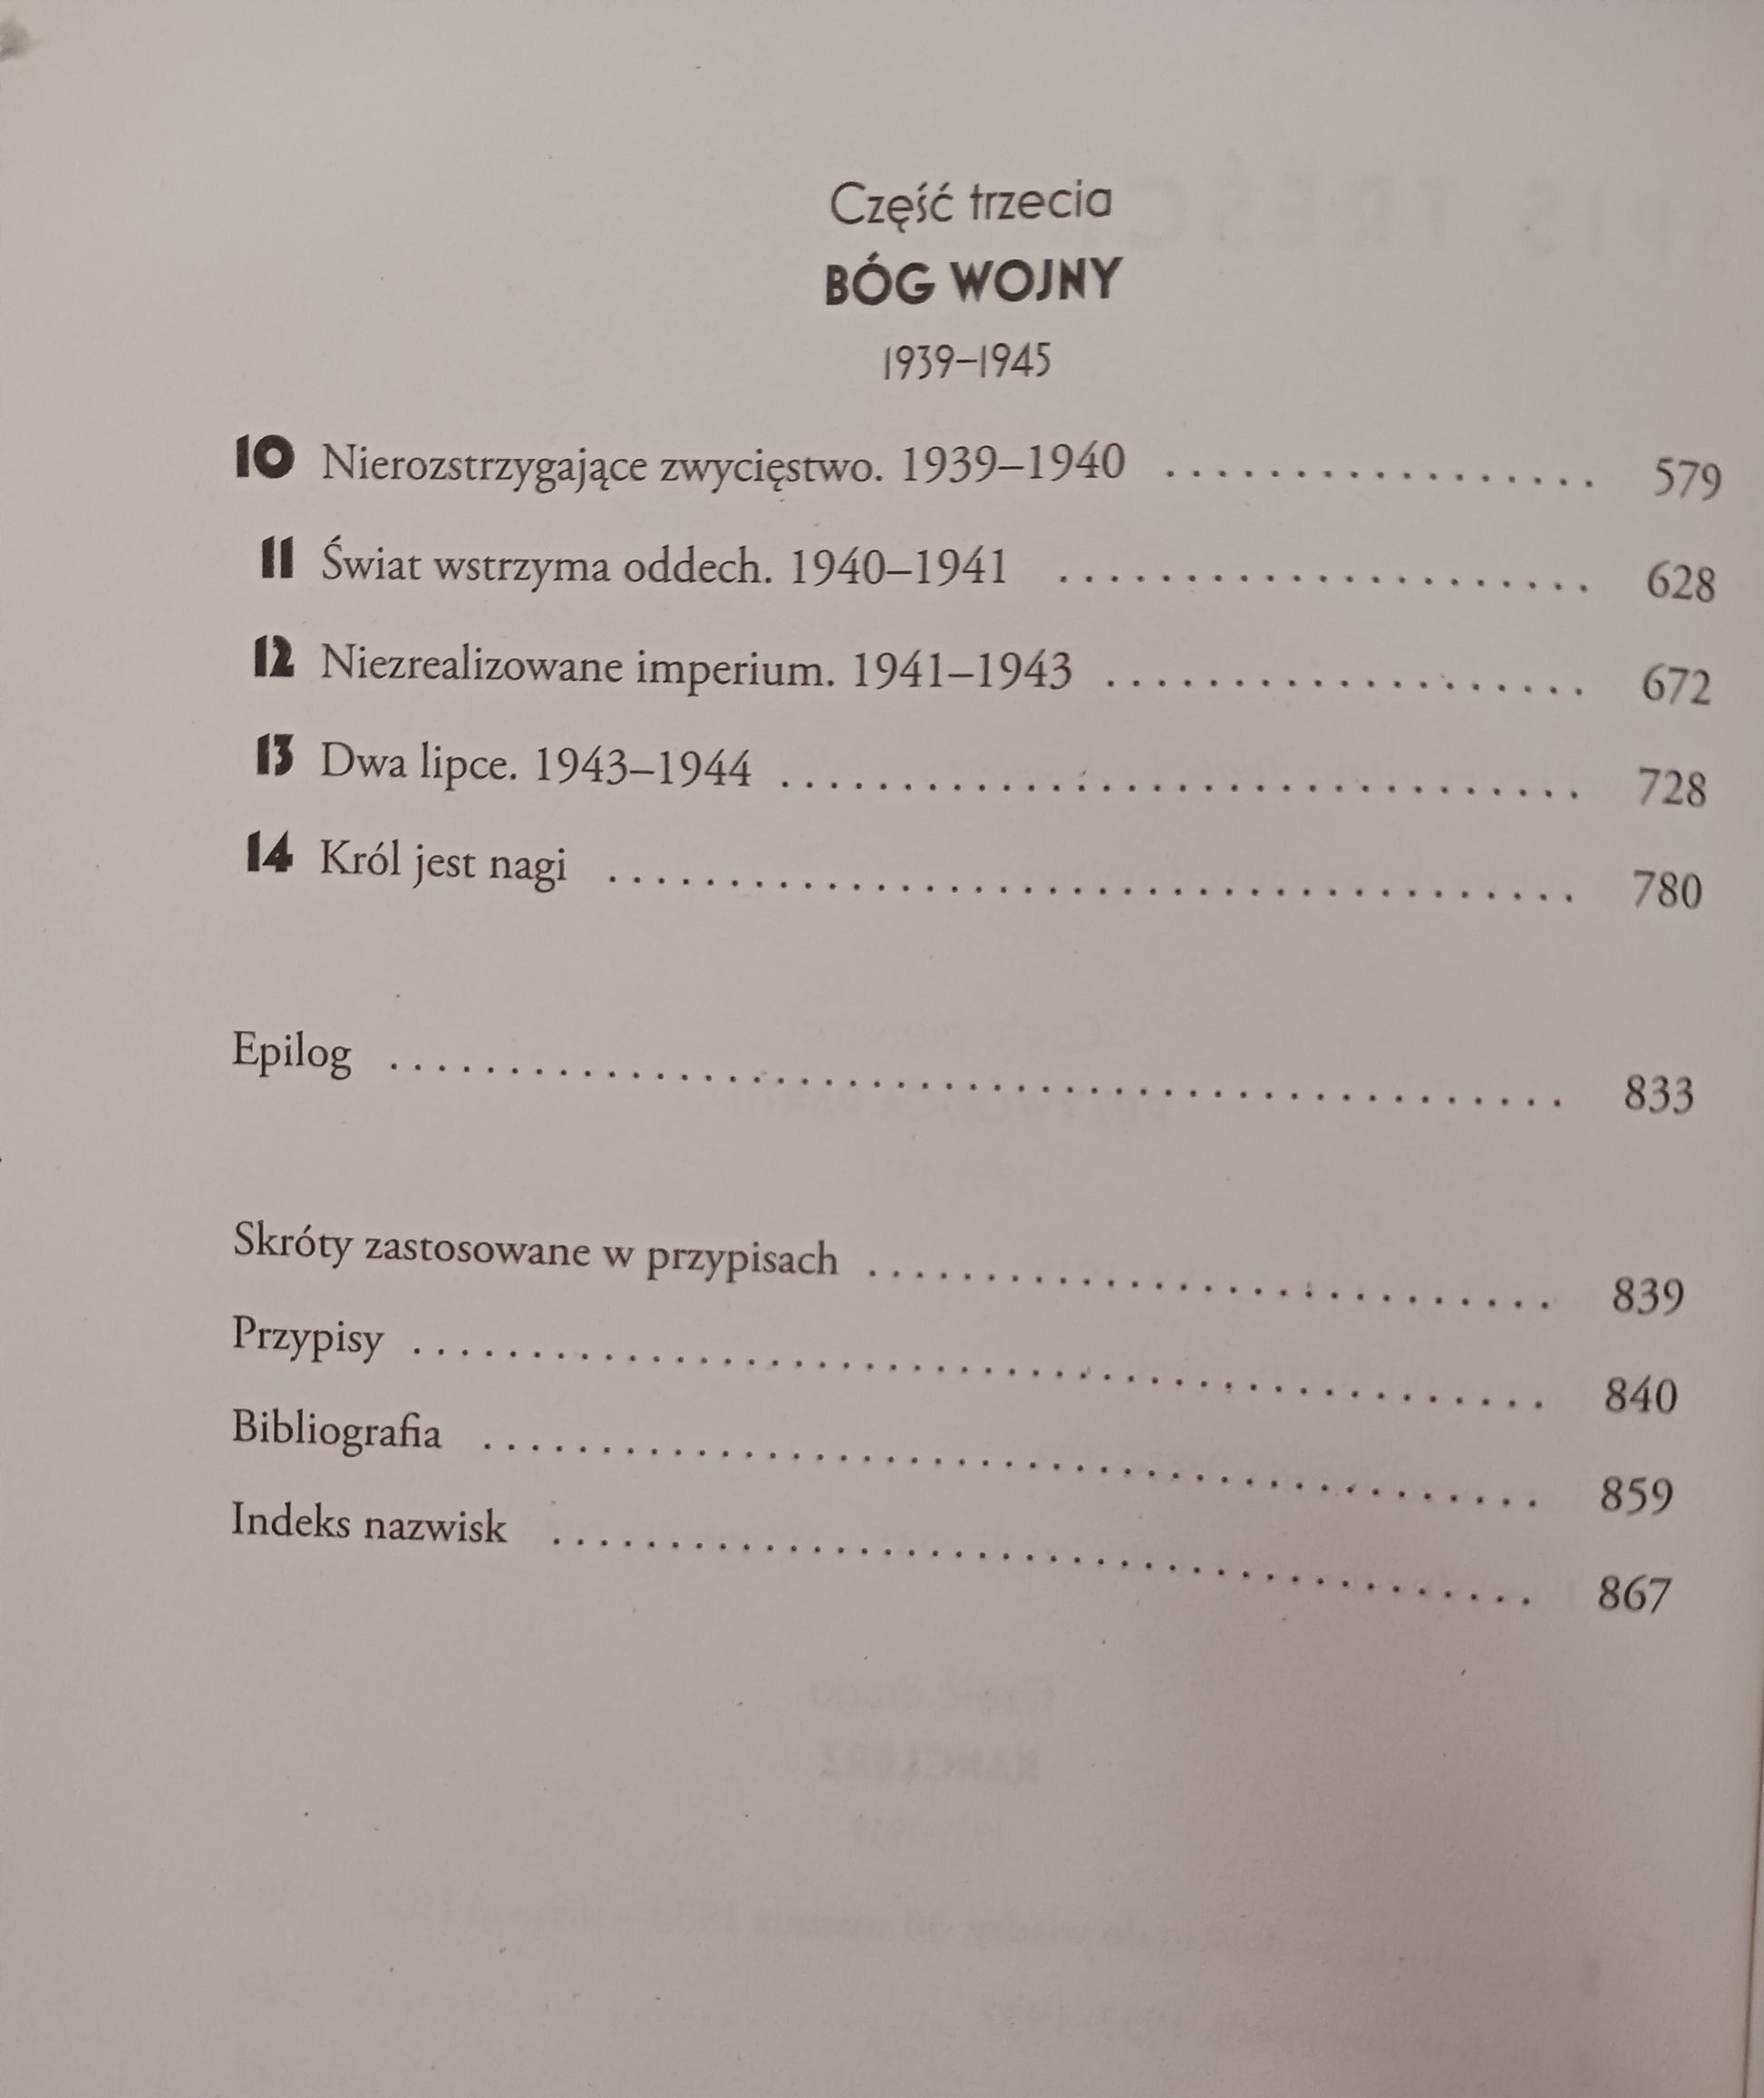 Część trzecia
BÓG WOJNY
1939–1945
10 Nierozstrzygające zwycięstwo. 1939–1940 . . . . . . . . . . . . . . . . . 579
11 Świat wstrzyma oddech. 1940–1941 . . . . . . . . . . . . . . . . . . . . . 628
12 Niezrealizowane imperium. 1941–1943 . . . . . . . . . . . . . . . . . . . 672
13 Dwa lipce. 1943–1944 . . . . . . . . . . . . . . . . . . . . . . . . . . . . . . . . 728
14 Król jest nagi . . . . . . . . . . . . . . . . . . . . . . . . . . . . . . . . . . . . . . . 780
Epilog . . . . . . . . . . . . . . . . . . . . . . . . . . . . . . . . . . . . . . . . . . . . . . . . 833
Skróty zastosowane w przypisach . . . . . . . . . . . . . . . . . . . . . . . . . . . . 839
Przypisy . . . . . . . . . . . . . . . . . . . . . . . . . . . . . . . . . . . . . . . . . . . . . . . 840
Bibliografia . . . . . . . . . . . . . . . . . . . . . . . . . . . . . . . . . . . . . . . . . . . . 859
Indeks nazwisk . . . . . . . . . . . . . . . . . . . . . . . . . . . . . . . . . . . . . . . . . 867